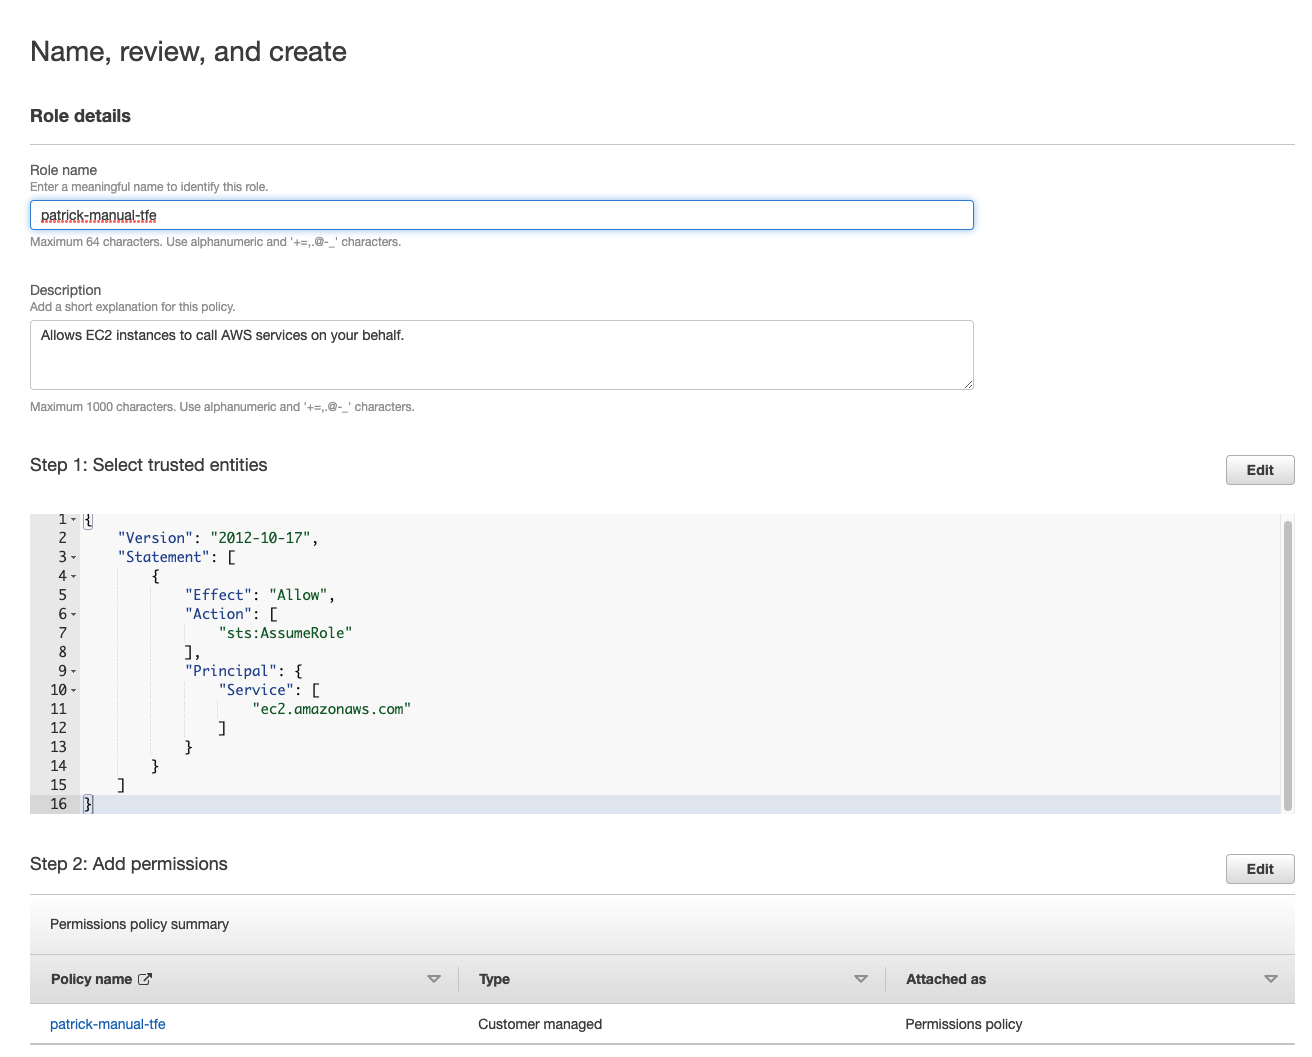 Name, review, and create
Role details
Role name
Enter a meaningful name to identify this role.
patrick-manual-tfe
Maximum 64 characters. Use alphanumeric and '+=,.@-_' characters.
Description
Add a short explanation for this policy.
Allows EC2 instances to call AWS services on your behalf.
Maximum 1000 characters. Use alphanumeric and '+=,.@-_' characters.
Step 1: Select trusted entities
Edit
1 {
2 "Version": "2012-10-17",
3 "Statement": [
4 {
5 "Effect": "Allow",
6 "Action": [
7 "sts:AssumeRole"
8 ],
9 "Principal": {
10 "Service": [
11 "ec2.amazonaws.com"
12 ]
13 }
14 }
15 ]
16 }
Step 2: Add permissions
Edit
Permissions policy summary
Policy name Type Attached as
patrick-manual-tfe Customer managed Permissions policy